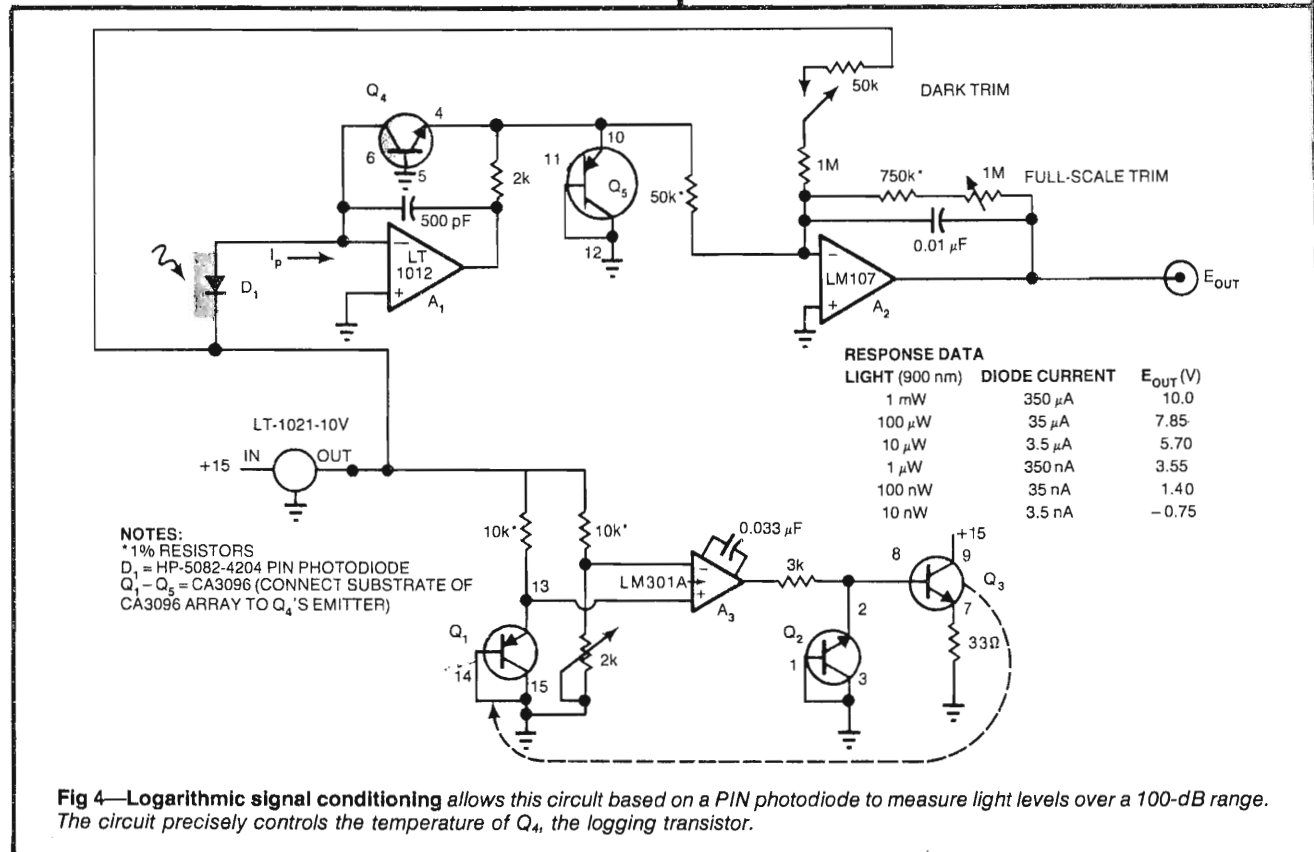 Q4
4
6
5
2k
500 pF
Ip
LT
1012
−
+
A1
D1
10
11
Q5
12
50k*
50k
DARK TRIM
1M
750k*
1M
FULL-SCALE TRIM
0.01 µF
−
LM107
+
A2
EOUT
RESPONSE DATA
LIGHT (900 nm) DIODE CURRENT EOUT (V)
1 mW 350 µA 10.0
100 µW 35 µA 7.85
10 µW 3.5 µA 5.70
1 µW 350 nA 3.55
100 nW 35 nA 1.40
10 nW 3.5 nA −0.75
LT-1021-10V
+15 IN OUT
NOTES:
*1% RESISTORS
D1 = HP-5082-4204 PIN PHOTODIODE
Q1–Q5 = CA3096 (CONNECT SUBSTRATE OF
CA3096 ARRAY TO Q4'S EMITTER)
10k*
10k*
0.033 µF
−
LM301A
+
A3
3k
13
Q1
14
15
2k
2
Q2
1
3
+15
8
9
Q3
7
33Ω
Fig 4—Logarithmic signal conditioning allows this circuit based on a PIN photodiode to measure light levels over a 100-dB range.
The circuit precisely controls the temperature of Q4, the logging transistor.